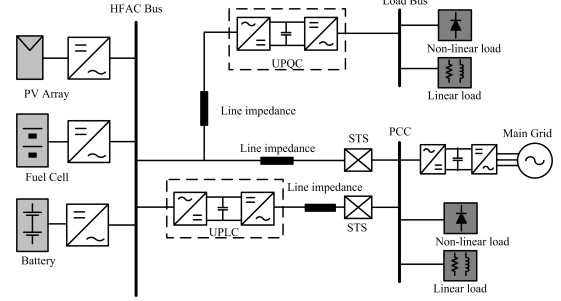 HFAC Bus
Load Bus
Non-linear load
UPQC
PV Array
Linear load
Line impedance
STS
PCC
Main Grid
Line impedance
Fuel Cell
Line impedance
UPLC
STS
Non-linear load
Battery
Linear load